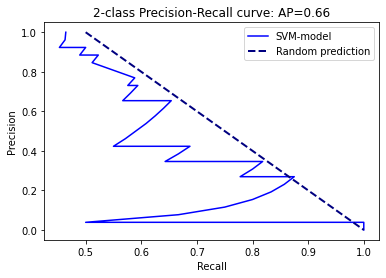 2-class Precision-Recall curve: AP=0.66
SVM-model
Random prediction
Precision
1.0
0.8
0.6
0.4
0.2
0.0
0.5
0.6
0.7
0.8
0.9
1.0
Recall